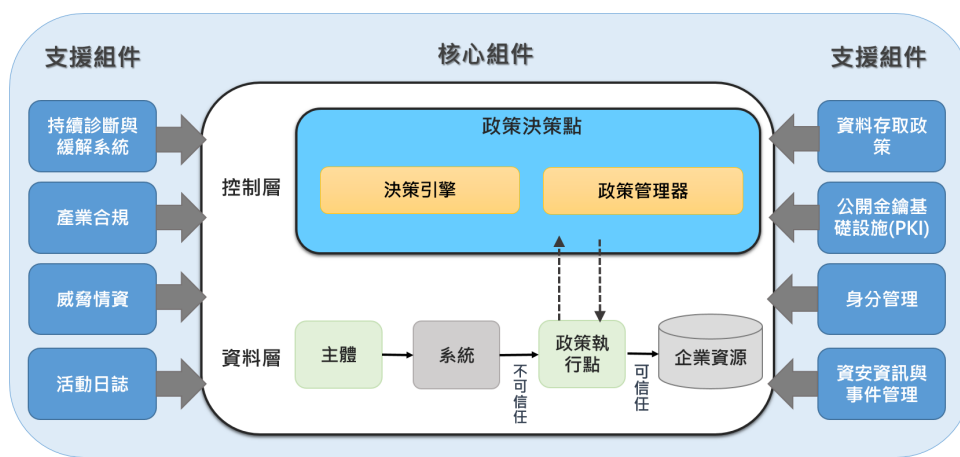 支援組件
核心組件
支援組件
持續診斷與
緩解系統
產業合規
威脅情資
活動日誌
控制層
政策決策點
決策引擎
政策管理器
資料層
主體
系統
不可信任
政策執
行點
可信任
企業資源
資料存取政
策
公開金鑰基
礎設施(PKI)
身分管理
資安資訊與
事件管理